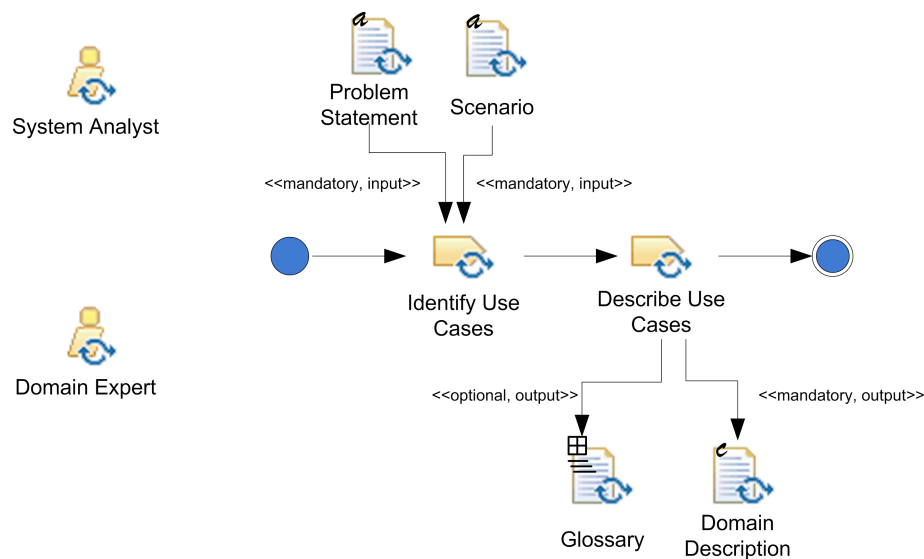 a
a
Problem
Statement
Scenario
System Analyst
<<mandatory, input>>
<<mandatory, input>>
Identify Use
Cases
Describe Use
Cases
Domain Expert
<<optional, output>>
<<mandatory, output>>
c
Glossary
Domain
Description